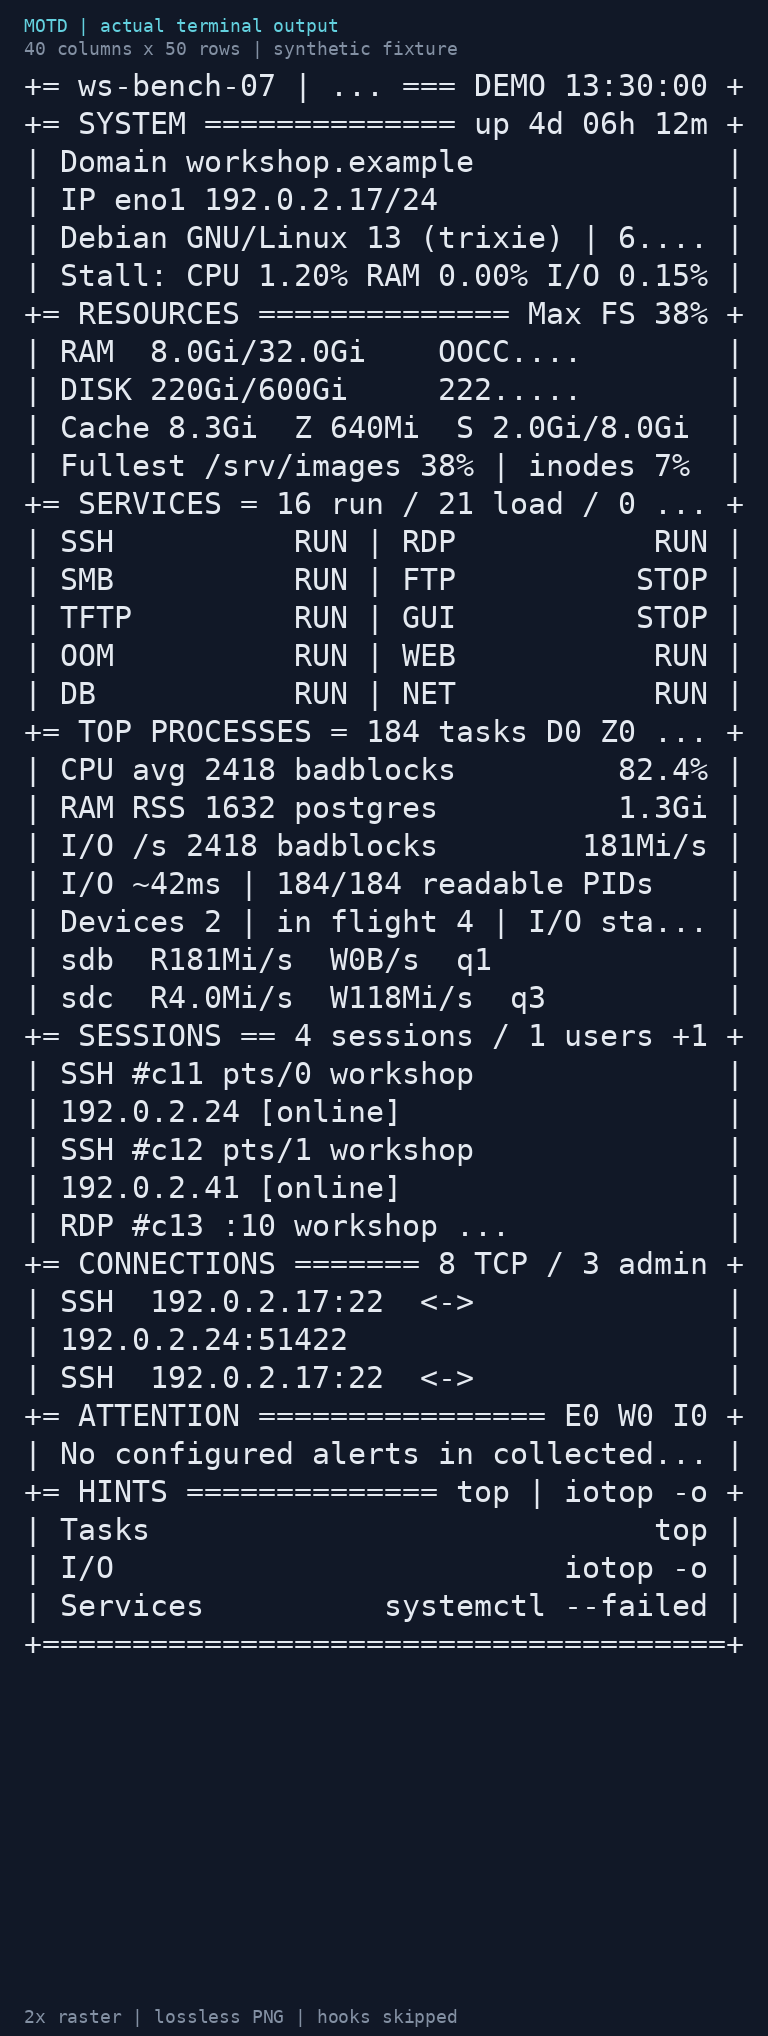 MOTD | actual terminal output
40 columns x 50 rows | synthetic fixture
+= ws-bench-07 | ... === DEMO 13:30:00 +
+= SYSTEM ============== up 4d 06h 12m +
| Domain workshop.example              |
| IP eno1 192.0.2.17/24                |
| Debian GNU/Linux 13 (trixie) | 6.... |
| Stall: CPU 1.20% RAM 0.00% I/O 0.15% |
+= RESOURCES ============== Max FS 38% +
| RAM  8.0Gi/32.0Gi    OOCC....        |
| DISK 220Gi/600Gi     222.....        |
| Cache 8.3Gi  Z 640Mi  S 2.0Gi/8.0Gi  |
| Fullest /srv/images 38% | inodes 7%  |
+= SERVICES = 16 run / 21 load / 0 ... +
| SSH          RUN | RDP           RUN |
| SMB          RUN | FTP          STOP |
| TFTP         RUN | GUI          STOP |
| OOM          RUN | WEB           RUN |
| DB           RUN | NET           RUN |
+= TOP PROCESSES = 184 tasks D0 Z0 ... +
| CPU avg 2418 badblocks         82.4% |
| RAM RSS 1632 postgres          1.3Gi |
| I/O /s 2418 badblocks        181Mi/s |
| I/O ~42ms | 184/184 readable PIDs    |
| Devices 2 | in flight 4 | I/O sta... |
| sdb  R181Mi/s  W0B/s  q1             |
| sdc  R4.0Mi/s  W118Mi/s  q3          |
+= SESSIONS == 4 sessions / 1 users +1 +
| SSH #c11 pts/0 workshop              |
| 192.0.2.24 [online]                  |
| SSH #c12 pts/1 workshop              |
| 192.0.2.41 [online]                  |
| RDP #c13 :10 workshop ...            |
+= CONNECTIONS ======= 8 TCP / 3 admin +
| SSH  192.0.2.17:22  <->              |
| 192.0.2.24:51422                     |
| SSH  192.0.2.17:22  <->              |
+= ATTENTION ================ E0 W0 I0 +
| No configured alerts in collected... |
+= HINTS ============== top | iotop -o +
| Tasks                            top |
| I/O                         iotop -o |
| Services          systemctl --failed |
+======================================+
2x raster | lossless PNG | hooks skipped